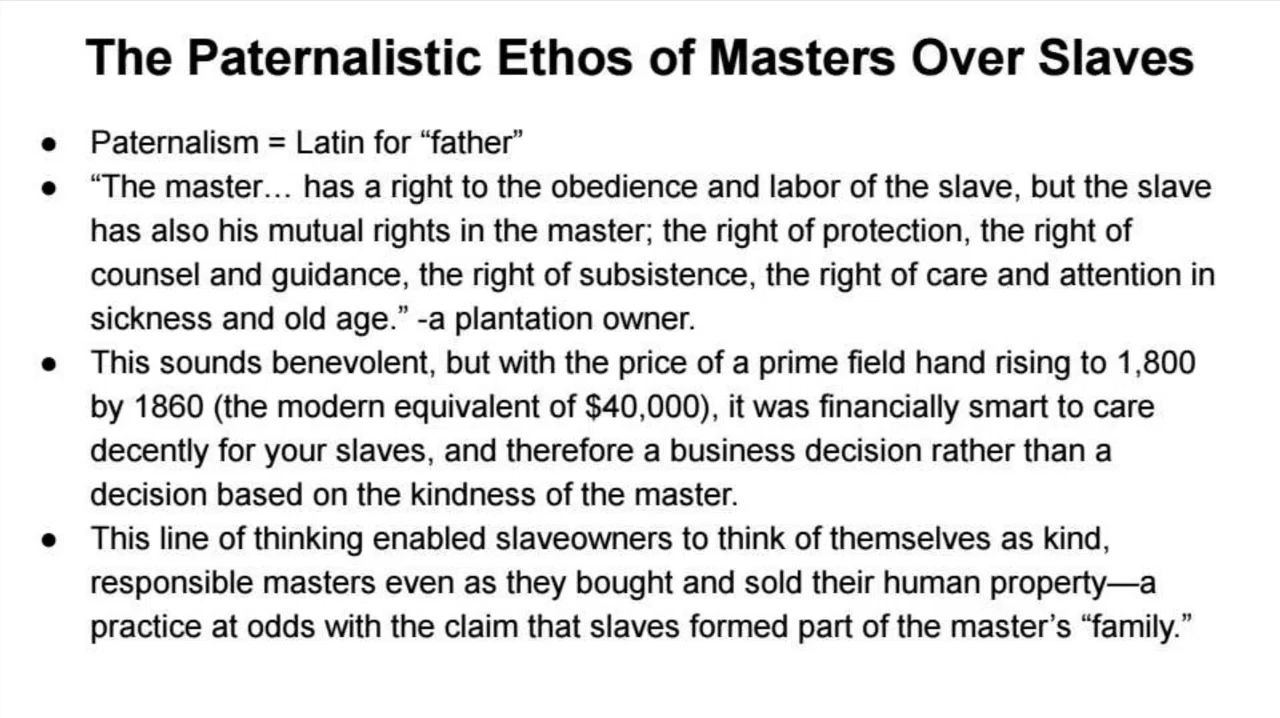 The Paternalistic Ethos of Masters Over Slaves
● Paternalism = Latin for “father”
● “The master… has a right to the obedience and labor of the slave, but the slave
has also his mutual rights in the master; the right of protection, the right of
counsel and guidance, the right of subsistence, the right of care and attention in
sickness and old age.” -a plantation owner.
● This sounds benevolent, but with the price of a prime field hand rising to 1,800
by 1860 (the modern equivalent of $40,000), it was financially smart to care
decently for your slaves, and therefore a business decision rather than a
decision based on the kindness of the master.
● This line of thinking enabled slaveowners to think of themselves as kind,
responsible masters even as they bought and sold their human property—a
practice at odds with the claim that slaves formed part of the master’s “family.”